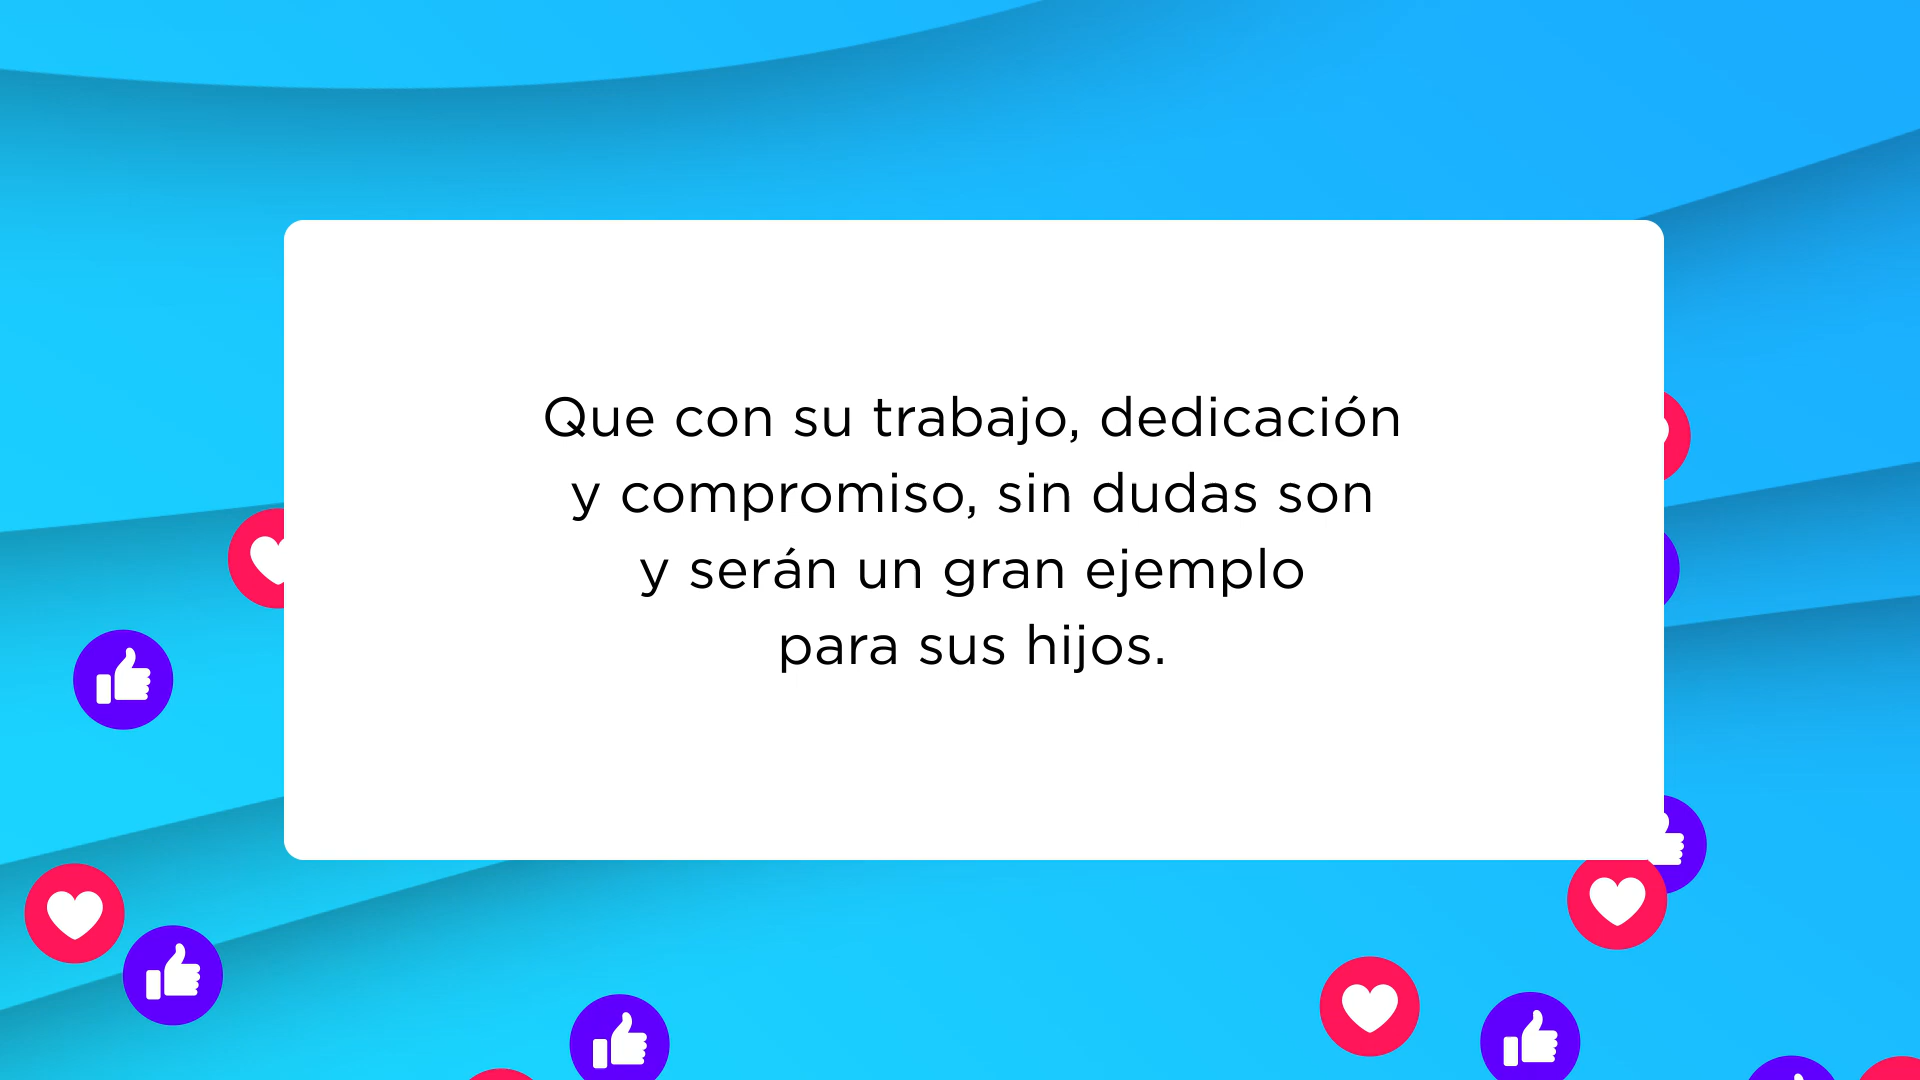 Que con su trabajo, dedicación
y compromiso, sin dudas son
y serán un gran ejemplo
para sus hijos.